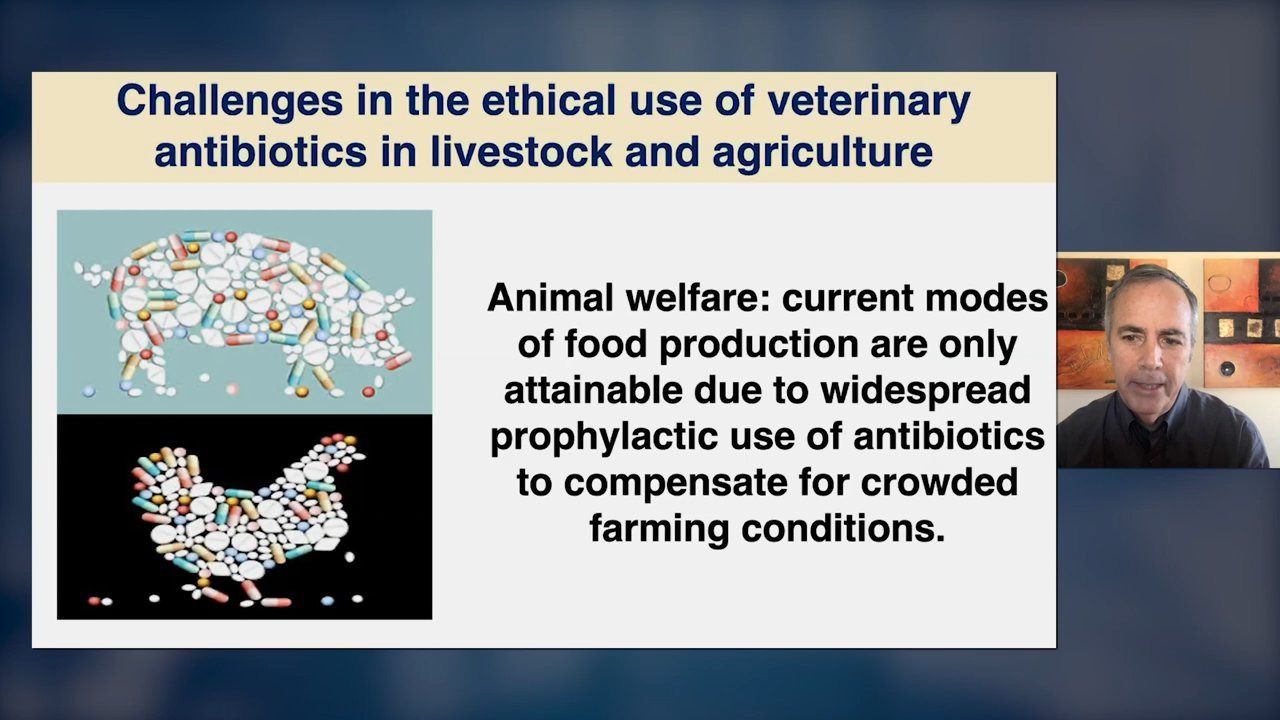 Challenges in the ethical use of veterinary
antibiotics in livestock and agriculture
Animal welfare: current modes
of food production are only
attainable due to widespread
prophylactic use of antibiotics
to compensate for crowded
farming conditions.